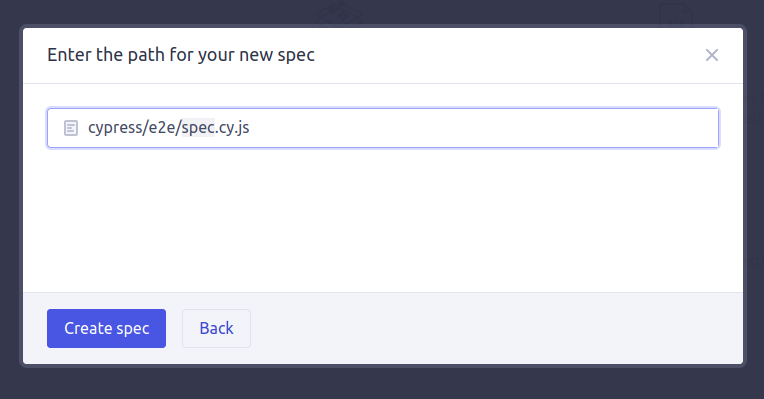 Enter the path for your new spec
cypress/e2e/spec.cy.js
Create spec
Back